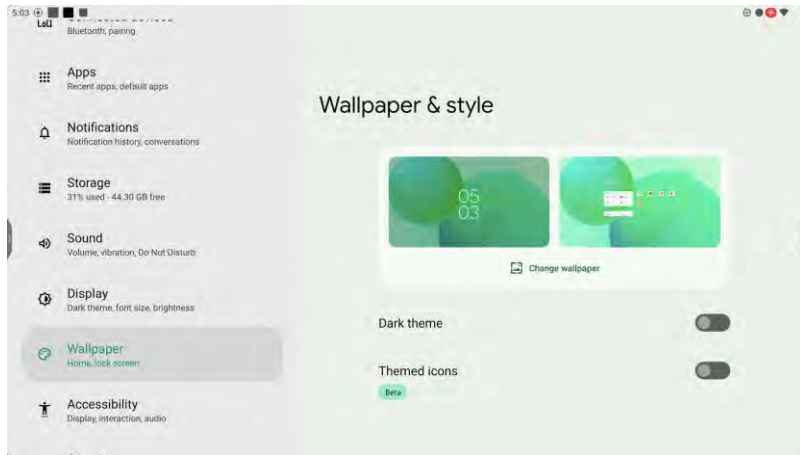 5:03
Bluetooth, pairing
Apps
Recent apps, default apps
Notifications
Notification history, conversations
Storage
31% used - 44.30 GB free
Sound
Volume, vibration, Do Not Disturb
Display
Dark theme, font size, brightness
Wallpaper
Home, lock screen
Accessibility
Display, interaction, audio
Wallpaper & style
05
03
Change wallpaper
Dark theme
Themed icons
Beta